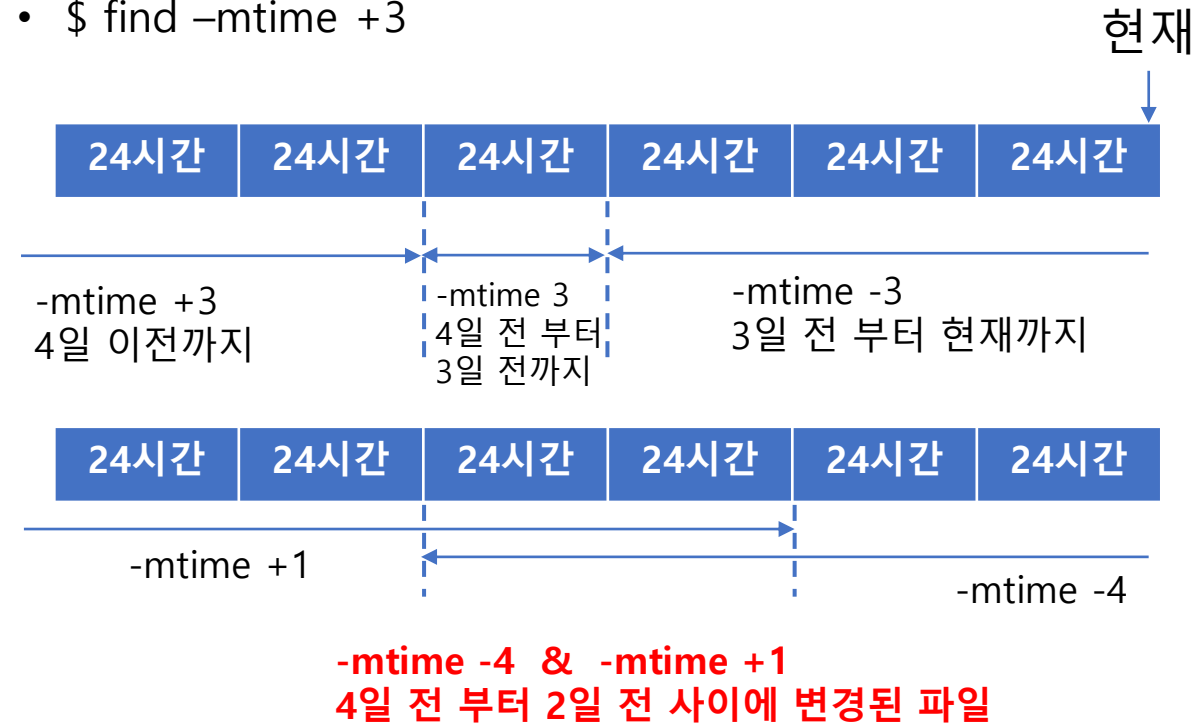 • $ find –mtime +3
현재
24시간 24시간 24시간 24시간 24시간 24시간
-mtime +3
4일 이전까지
-mtime 3
4일 전 부터
3일 전까지
-mtime -3
3일 전 부터 현재까지
24시간 24시간 24시간 24시간 24시간 24시간
-mtime +1
-mtime -4
-mtime -4 & -mtime +1
4일 전 부터 2일 전 사이에 변경된 파일